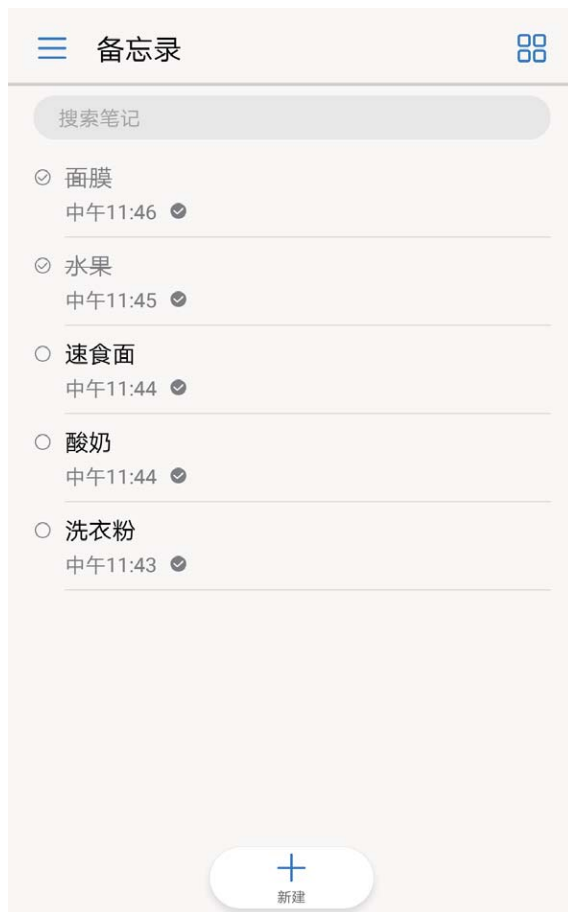 备忘录
搜索笔记
面膜
中午11:46
水果
中午11:45
速食面
中午11:44
酸奶
中午11:44
洗衣粉
中午11:43
新建